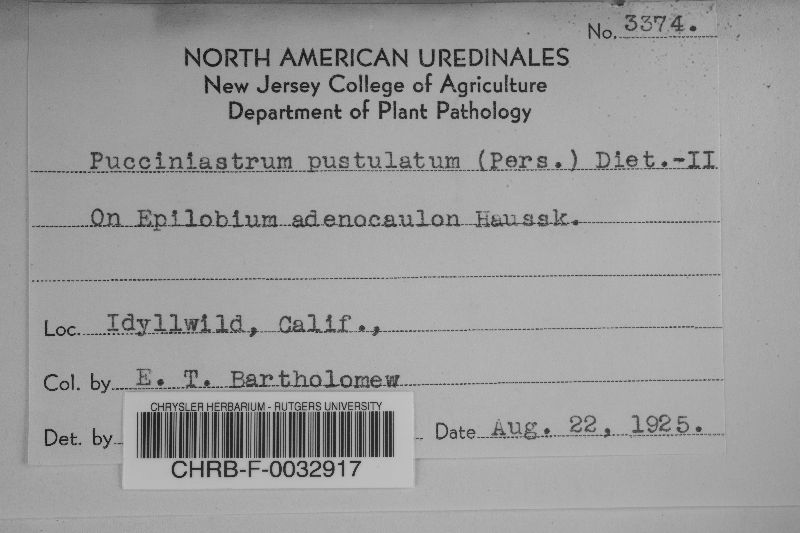 No. 3374.
NORTH AMERICAN UREDINALES
New Jersey College of Agriculture
Department of Plant Pathology
Pucciniastrum pustulatum (Pers.) Diet.-II
On Epilobium adenocaulon Haussk.
Loc. Idyllwild, Calif.,
Col. by E. T. Bartholomew
CHRYSLER HERBARIUM - RUTGERS UNIVERSITY
Det. by Date Aug. 22, 1925.
CHRB-F-0032917